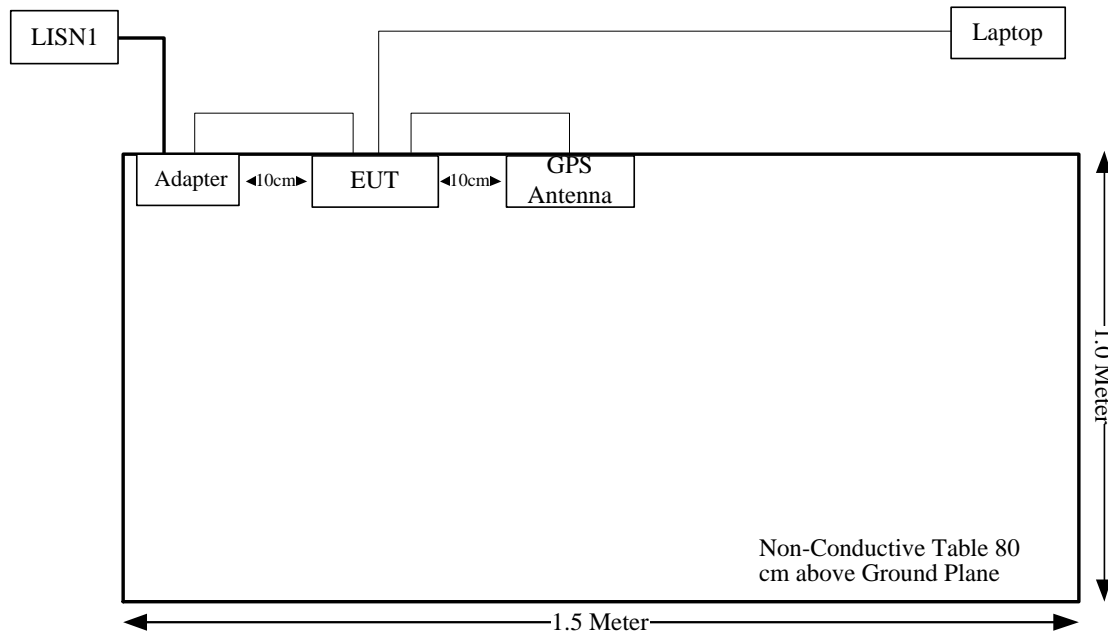 LISN1
Laptop
Adapter
10cm
EUT
10cm
GPS
Antenna
1.0 Meter
Non-Conductive Table 80
cm above Ground Plane
1.5 Meter